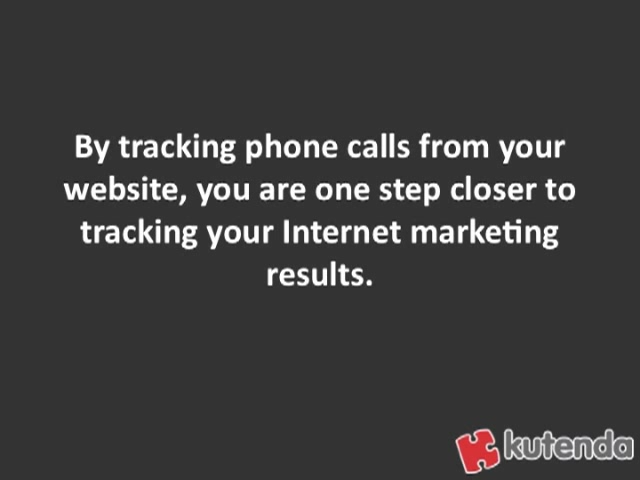 By tracking phone calls from your
website, you are one step closer to
tracking your Internet marketing
results.
kutenda